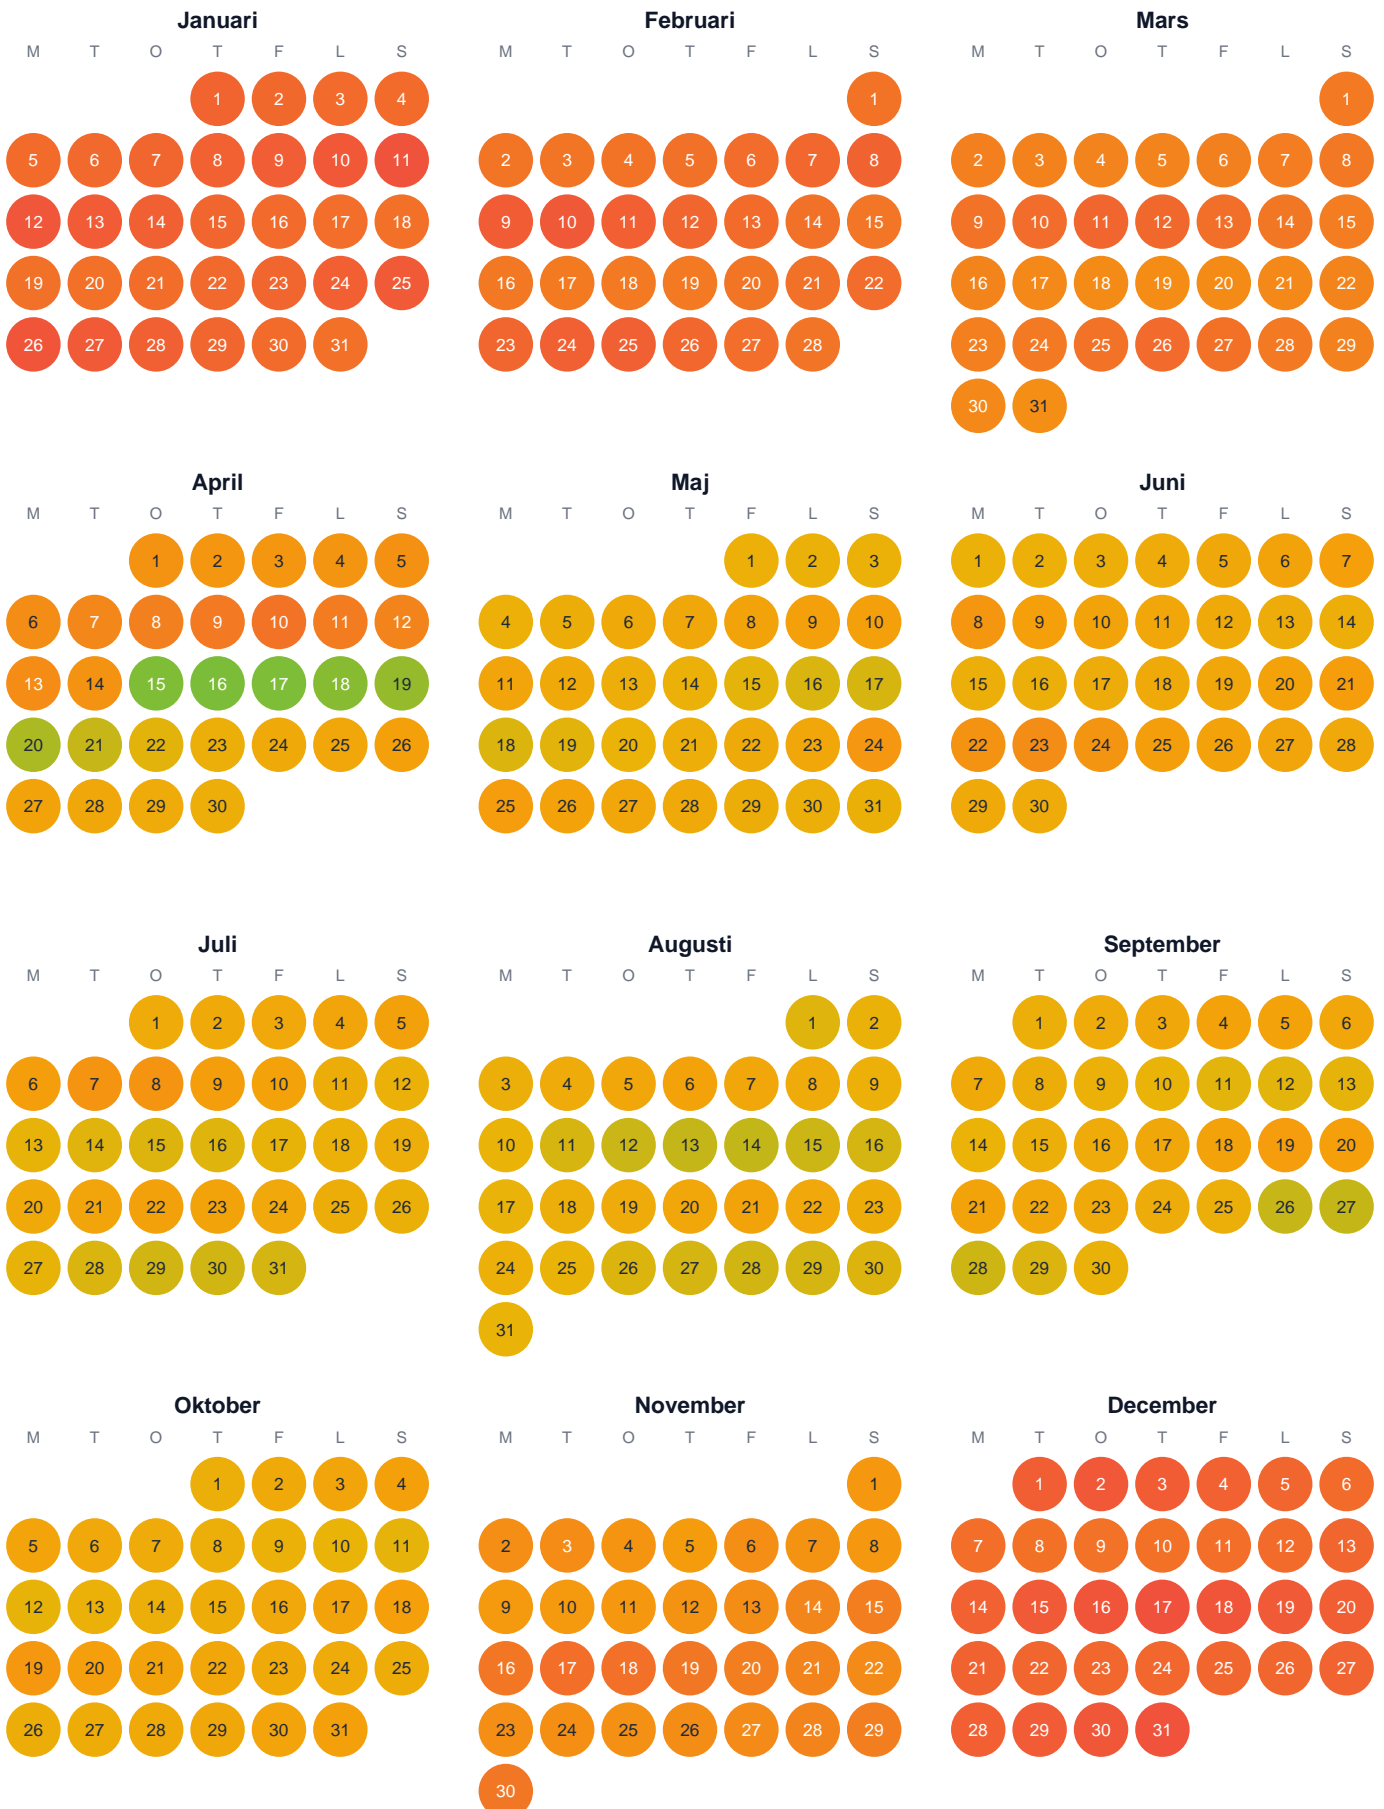 Januari Februari Mars
M T O T F L S M T O T F L S M T O T F L S
1 2 3 4 1 1
5 6 7 8 9 10 11 2 3 4 5 6 7 8 2 3 4 5 6 7 8
12 13 14 15 16 17 18 9 10 11 12 13 14 15 9 10 11 12 13 14 15
19 20 21 22 23 24 25 16 17 18 19 20 21 22 16 17 18 19 20 21 22
26 27 28 29 30 31 23 24 25 26 27 28 23 24 25 26 27 28 29
30 31
April Maj Juni
M T O T F L S M T O T F L S M T O T F L S
1 2 3 4 5 1 2 3 1 2 3 4 5 6 7
6 7 8 9 10 11 12 4 5 6 7 8 9 10 8 9 10 11 12 13 14
13 14 15 16 17 18 19 11 12 13 14 15 16 17 15 16 17 18 19 20 21
20 21 22 23 24 25 26 18 19 20 21 22 23 24 22 23 24 25 26 27 28
27 28 29 30 25 26 27 28 29 30 31 29 30
Juli Augusti September
M T O T F L S M T O T F L S M T O T F L S
1 2 3 4 5 1 2 1 2 3 4 5 6
6 7 8 9 10 11 12 3 4 5 6 7 8 9 7 8 9 10 11 12 13
13 14 15 16 17 18 19 10 11 12 13 14 15 16 14 15 16 17 18 19 20
20 21 22 23 24 25 26 17 18 19 20 21 22 23 21 22 23 24 25 26 27
27 28 29 30 31 24 25 26 27 28 29 30 28 29 30
31
Oktober November December
M T O T F L S M T O T F L S M T O T F L S
1 2 3 4 1 1 2 3 4 5 6
5 6 7 8 9 10 11 2 3 4 5 6 7 8 7 8 9 10 11 12 13
12 13 14 15 16 17 18 9 10 11 12 13 14 15 14 15 16 17 18 19 20
19 20 21 22 23 24 25 16 17 18 19 20 21 22 21 22 23 24 25 26 27
26 27 28 29 30 31 23 24 25 26 27 28 29 28 29 30 31
30